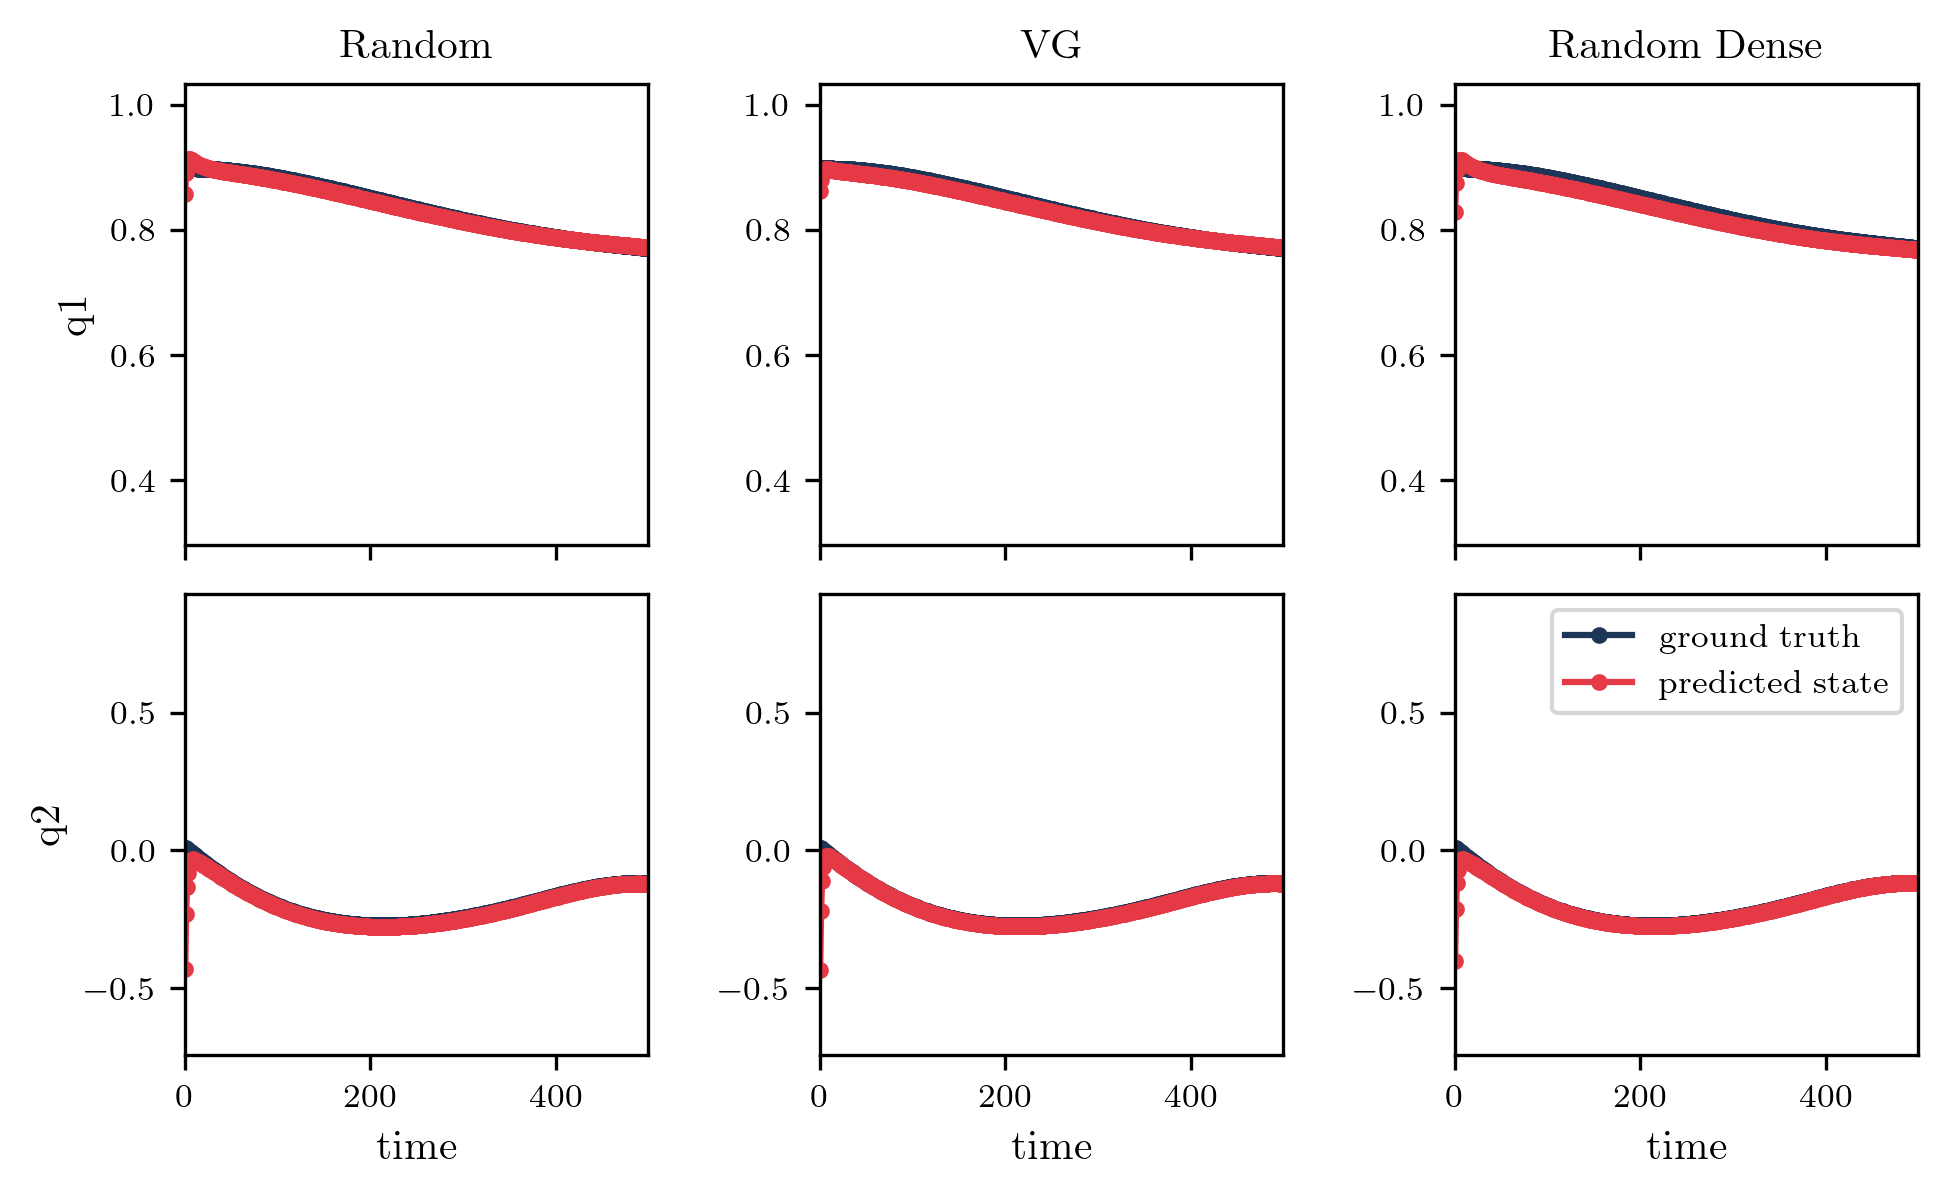 Random VG Random Dense
1.0 1.0 1.0
0.8 0.8 0.8
q1
0.6 0.6 0.6
0.4 0.4 0.4
ground truth
predicted state
0.5 0.5 0.5
q2
0.0 0.0 0.0
−0.5 −0.5 −0.5
0 200 400 0 200 400 0 200 400
time time time